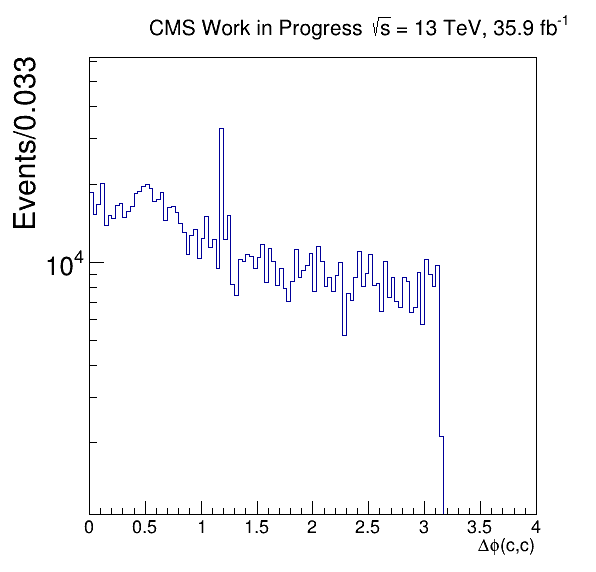 CMS Work in Progress √s = 13 TeV, 35.9 fb⁻¹
Events/0.033
10⁴
0 0.5 1 1.5 2 2.5 3 3.5 4
Δϕ(c,c)